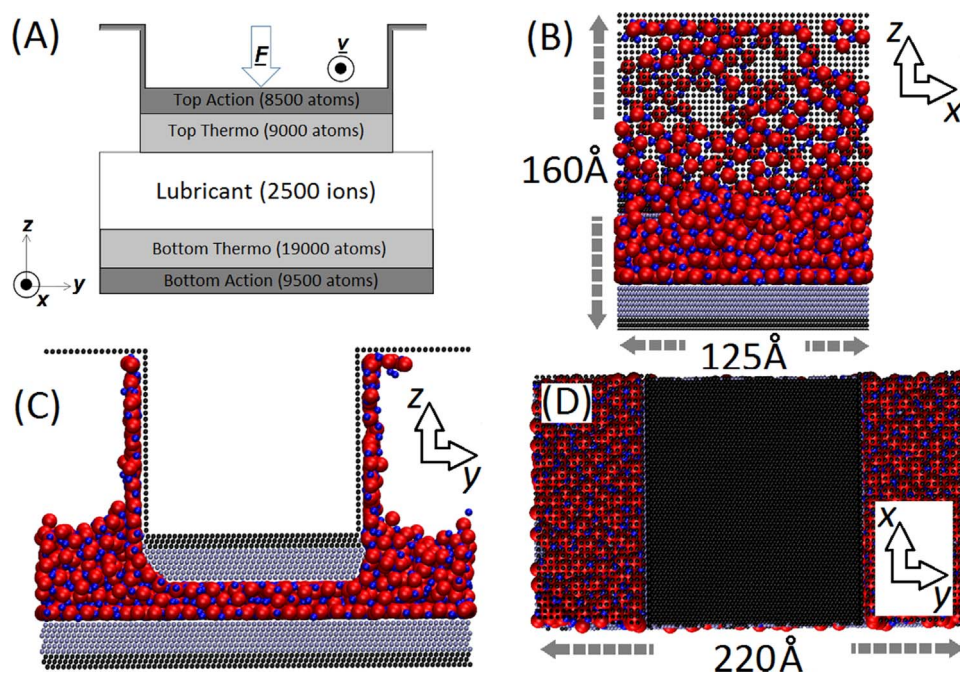 (A)
F
v
Top Action (8500 atoms)
Top Thermo (9000 atoms)
Lubricant (2500 ions)
Bottom Thermo (19000 atoms)
Bottom Action (9500 atoms)
z
y
x
(B)
z
x
160Å
125Å
(C)
z
y
(D)
x
y
220Å